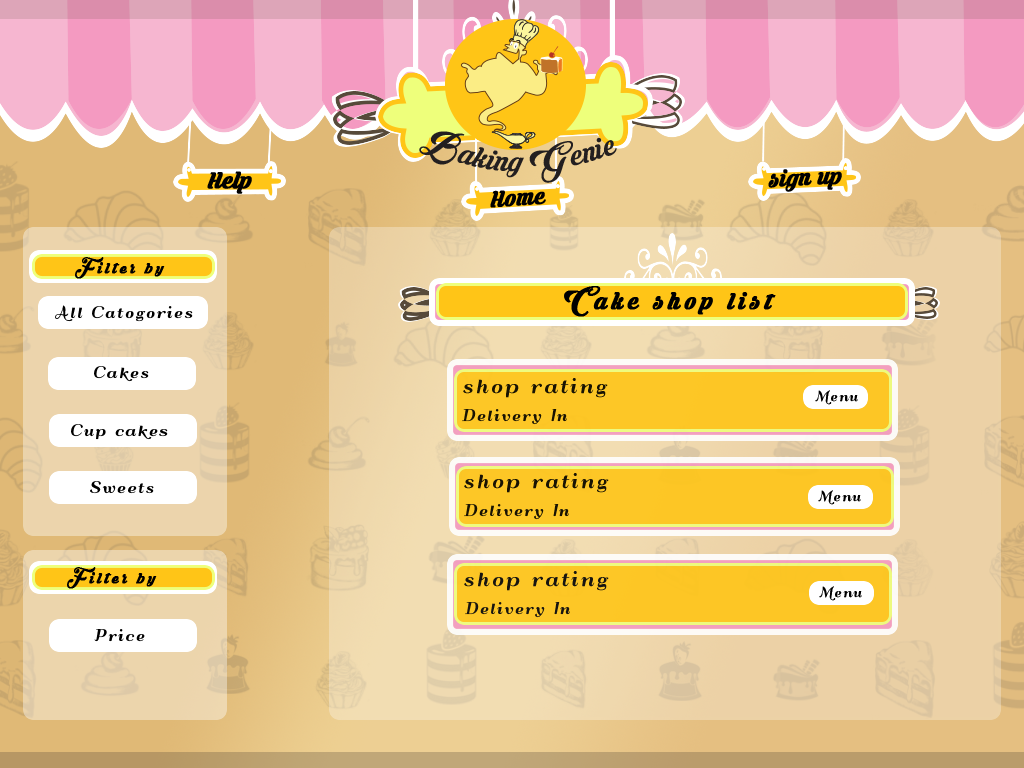 Baking Genie
Help
Home
sign up
Filter by
All Catogories
Cakes
Cup cakes
Sweets
Filter by
Price
Cake shop list
shop rating
Delivery In
Menu
shop rating
Delivery In
Menu
shop rating
Delivery In
Menu